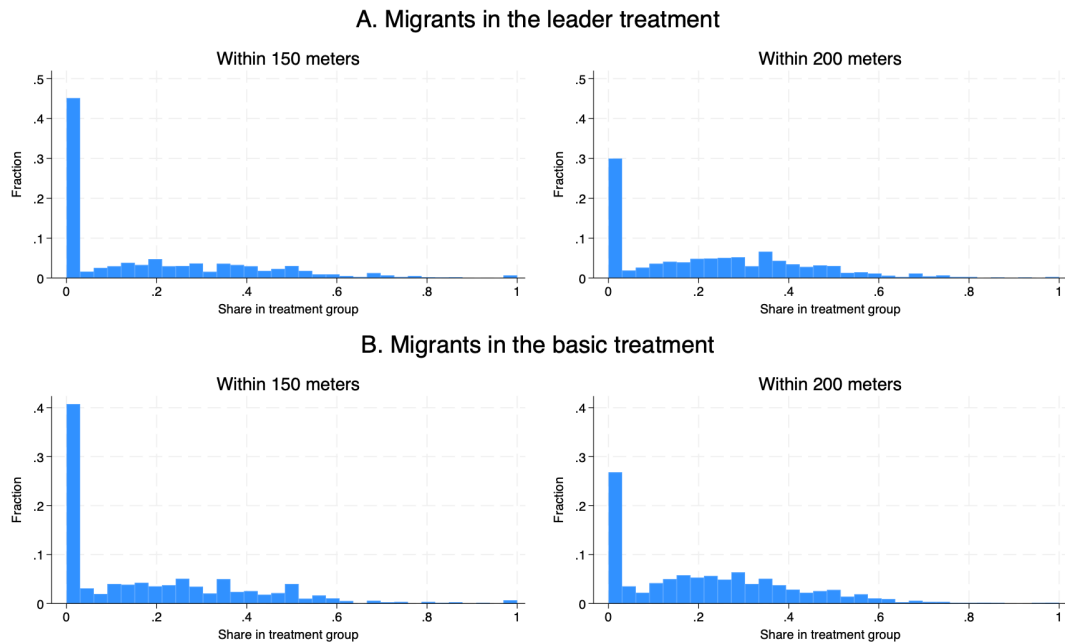 A. Migrants in the leader treatment
Within 150 meters
Within 200 meters
Fraction
.5
.4
.3
.2
.1
0
0 .2 .4 .6 .8 1
Share in treatment group
Fraction
.5
.4
.3
.2
.1
0
0 .2 .4 .6 .8 1
Share in treatment group
B. Migrants in the basic treatment
Within 150 meters
Within 200 meters
Fraction
.4
.3
.2
.1
0
0 .2 .4 .6 .8 1
Share in treatment group
Fraction
.4
.3
.2
.1
0
0 .2 .4 .6 .8 1
Share in treatment group